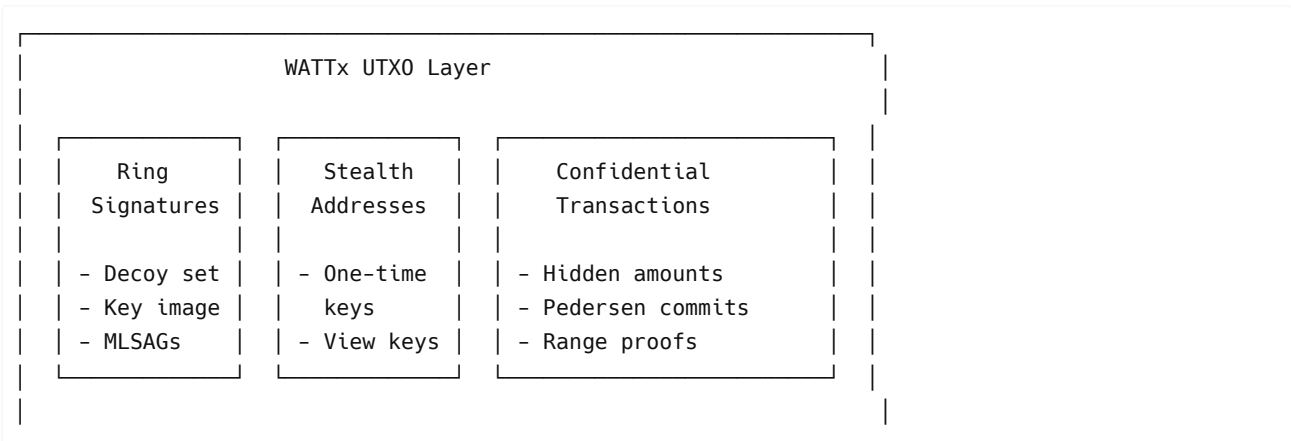 WATTx UTXO Layer
Ring Stealth Confidential
Signatures Addresses Transactions
- Decoy set - One-time - Hidden amounts
- Key image keys - Pedersen commits
- MLSAGs - View keys - Range proofs